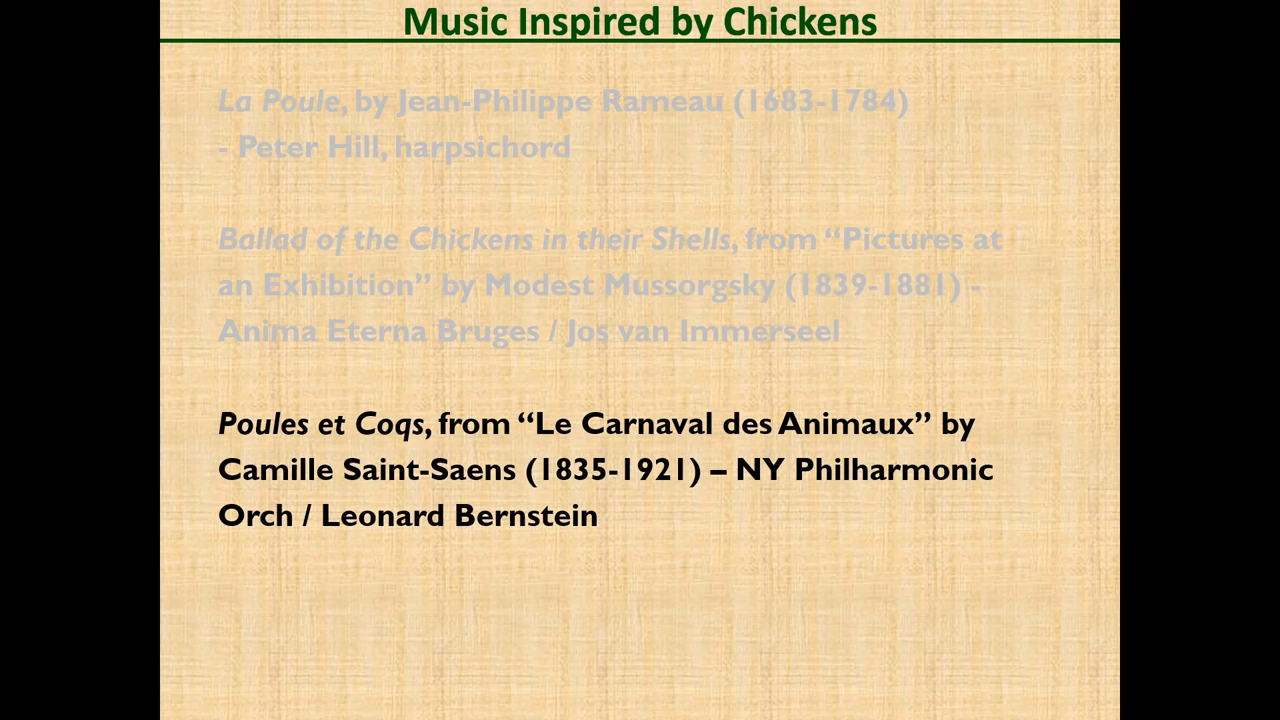 Music Inspired by Chickens
La Poule, by Jean-Philippe Rameau (1683-1784)
- Peter Hill, harpsichord
Ballad of the Chickens in their Shells, from “Pictures at
an Exhibition” by Modest Mussorgsky (1839-1881) -
Anima Eterna Bruges / Jos van Immerseel
Poules et Coqs, from “Le Carnaval des Animaux” by
Camille Saint-Saens (1835-1921) – NY Philharmonic
Orch / Leonard Bernstein